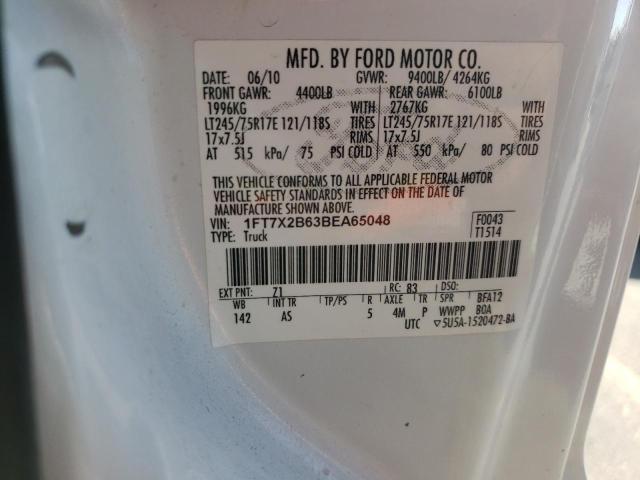 MFD. BY FORD MOTOR CO.
DATE: 06/10 GVWR: 9400LB/ 4264KG
FRONT GAWR: 4400LB REAR GAWR: 6100LB
1996KG WITH 2767KG WITH
LT245/75R17E 121/118S TIRES LT245/75R17E 121/118S TIRES
17x7.5J RIMS 17x7.5J RIMS
AT 515 kPa/ 75 PSI COLD AT 550 kPa/ 80 PSI COLD
THIS VEHICLE CONFORMS TO ALL APPLICABLE FEDERAL MOTOR
VEHICLE SAFETY STANDARDS IN EFFECT ON THE DATE OF
MANUFACTURE SHOWN ABOVE.
VIN: 1FT7X2B63BEA65048 F0043
TYPE: Truck T1514
EXT PNT: Z1 RC: 83 DSO:
WB INT TR TP/PS R AXLE TR SPR BFA12
142 AS 5 4M P WWPP BOA
UTC ▽5U5A-1520472-BA